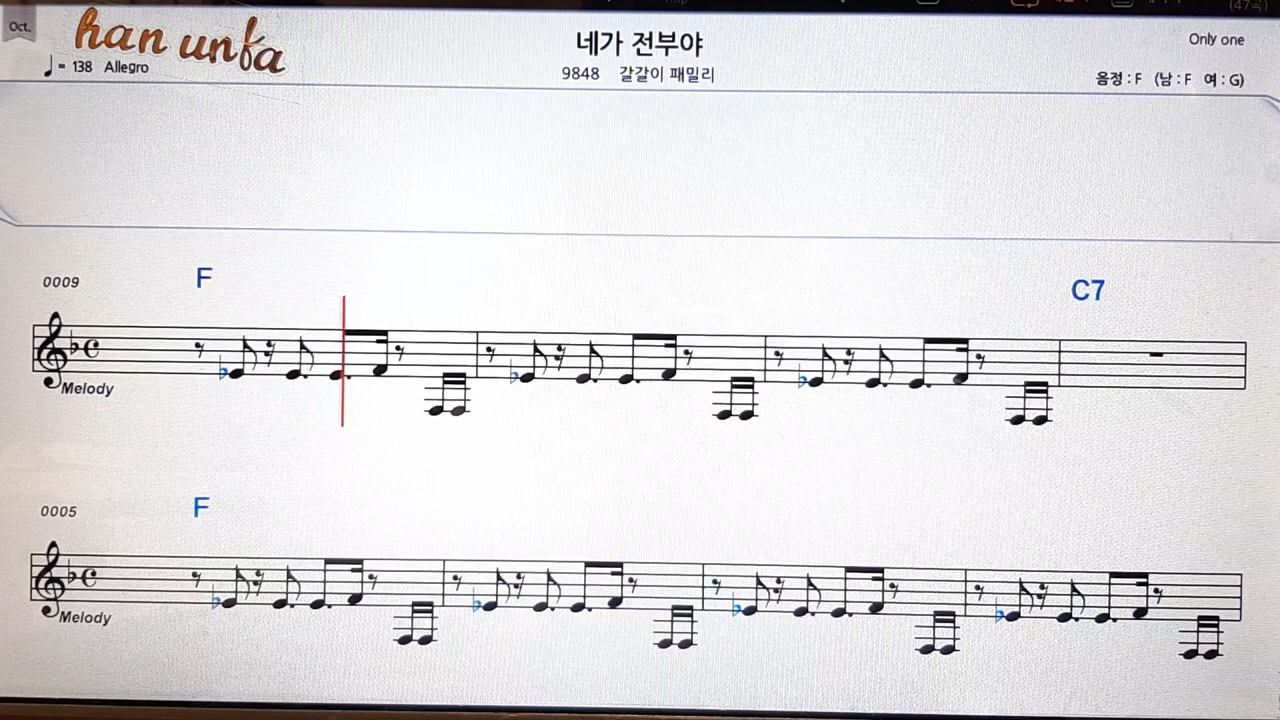 Oct.
han unfa
네가 전부야
Only one
♩= 138 Allegro
9848 갈갈이 패밀리
음정 : F (남 : F 여 : G)
0009
F
C7
Melody
0005
F
Melody